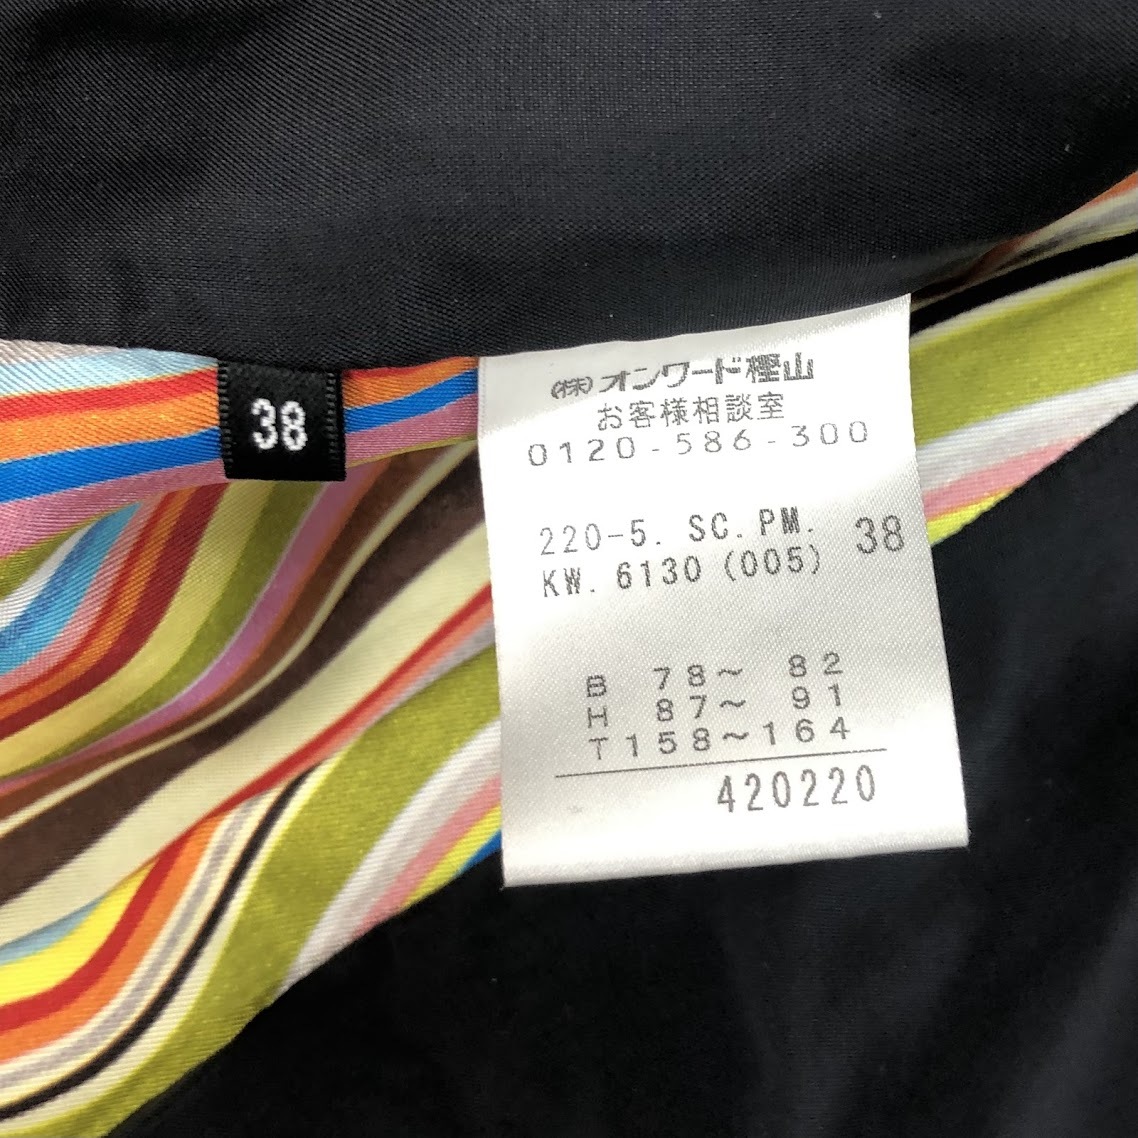 38
(株)オンワード樫山
お客様相談室
0120-586-300
220-5. SC. PM. 38
KW. 6130 (005)
B 78~ 82
H 87~ 91
T158~164
420220